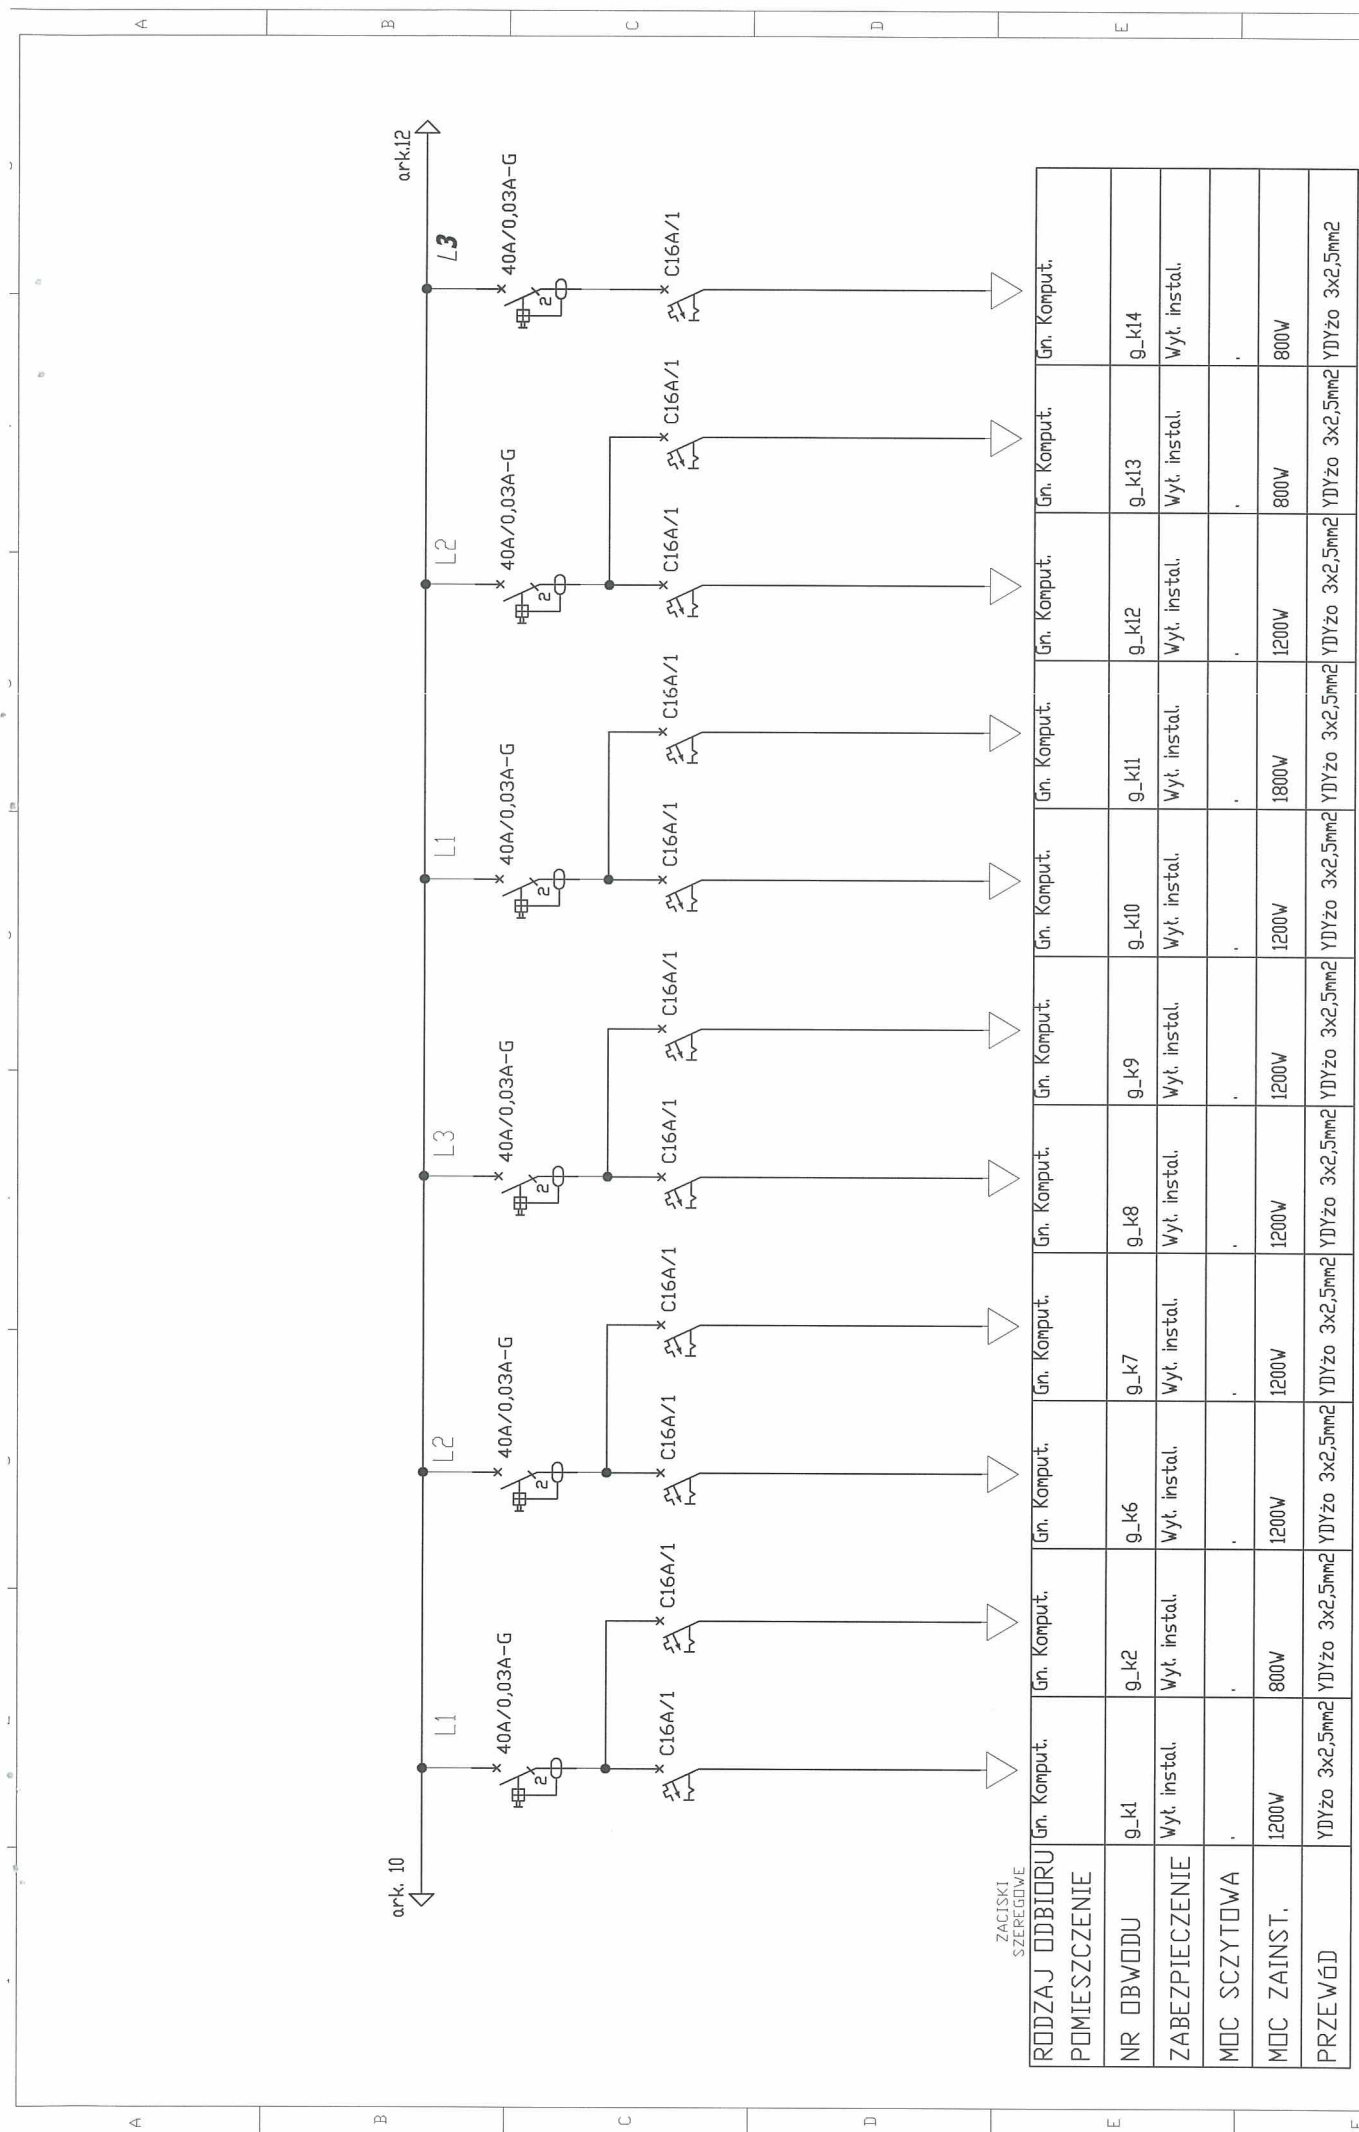 A B C D E
ark. 10 ark.12
L1 L2 L3 L1 L2 L3
40A/0,03A-G 40A/0,03A-G 40A/0,03A-G 40A/0,03A-G 40A/0,03A-G 40A/0,03A-G
2 2 2 2 2 2
C16A/1 C16A/1 C16A/1 C16A/1 C16A/1 C16A/1 C16A/1 C16A/1 C16A/1 C16A/1 C16A/1
ZACISKI
SZEREGOWE
RODZAJ ODBIORU Gn. Komput. Gn. Komput. Gn. Komput. Gn. Komput. Gn. Komput. Gn. Komput. Gn. Komput. Gn. Komput. Gn. Komput. Gn. Komput. Gn. Komput.
POMIESZCZENIE
NR OBWODU g_k1 g_k2 g_k6 g_k7 g_k8 g_k9 g_k10 g_k11 g_k12 g_k13 g_k14
ZABEZPIECZENIE Wył. instal. Wył. instal. Wył. instal. Wył. instal. Wył. instal. Wył. instal. Wył. instal. Wył. instal. Wył. instal. Wył. instal. Wył. instal.
MOC SCZYTOWA . . . . . . . . . . .
MOC ZAINST. 1200W 800W 1200W 1200W 1200W 1200W 1200W 1800W 1200W 800W 800W
PRZEWÓD YDYżo 3x2,5mm2 YDYżo 3x2,5mm2 YDYżo 3x2,5mm2 YDYżo 3x2,5mm2 YDYżo 3x2,5mm2 YDYżo 3x2,5mm2 YDYżo 3x2,5mm2 YDYżo 3x2,5mm2 YDYżo 3x2,5mm2 YDYżo 3x2,5mm2 YDYżo 3x2,5mm2
A B C D E F